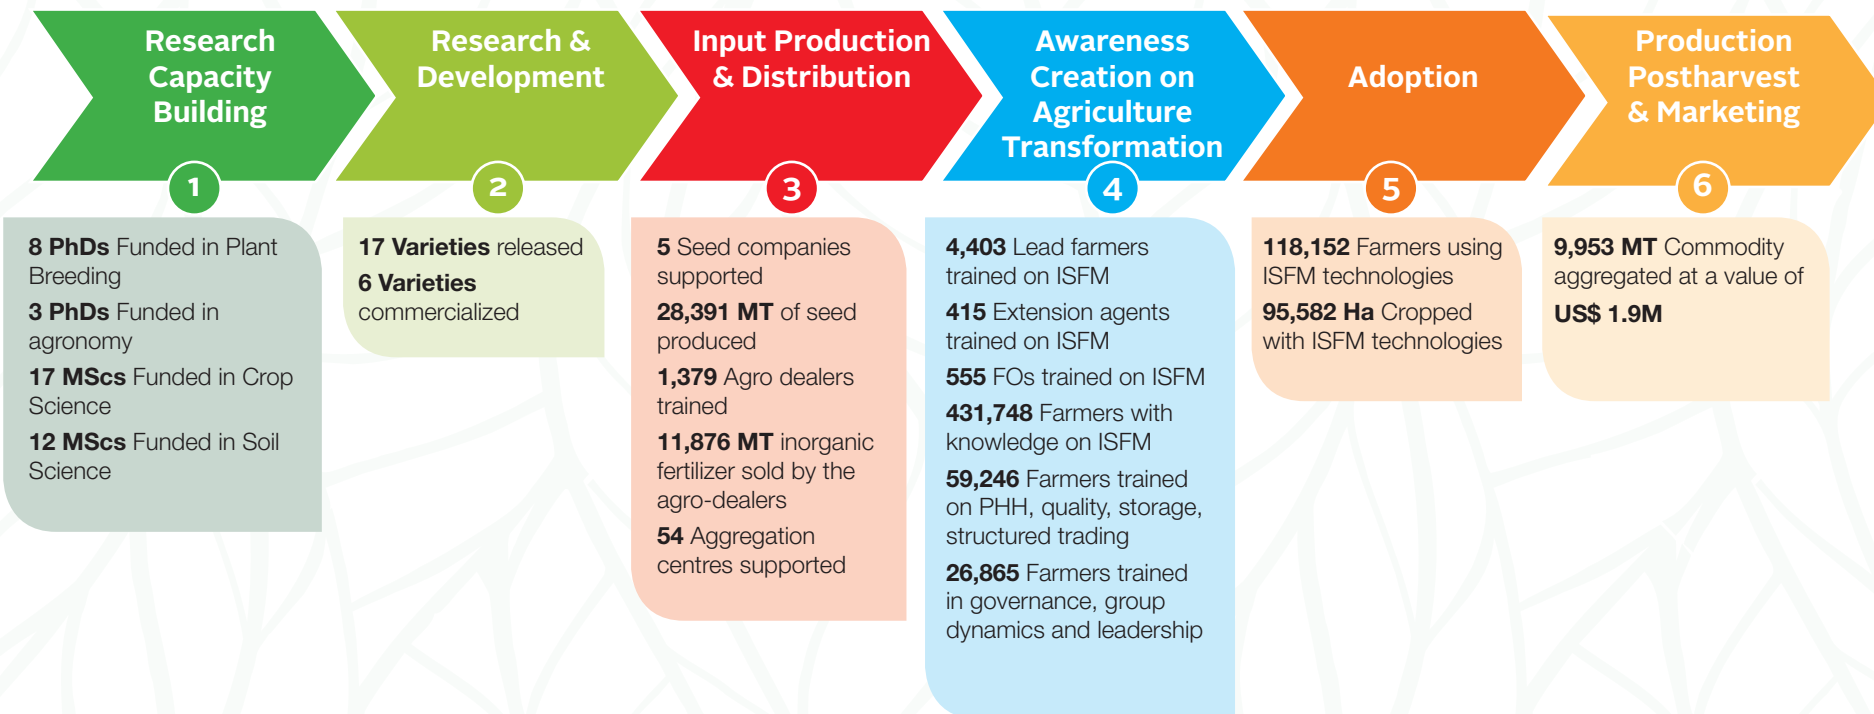 Research
Capacity
Building
1
8 PhDs Funded in Plant
Breeding
3 PhDs Funded in
agronomy
17 MScs Funded in Crop
Science
12 MScs Funded in Soil
Science
Research &
Development
2
17 Varieties released
6 Varieties
commercialized
Input Production
& Distribution
3
5 Seed companies
supported
28,391 MT of seed
produced
1,379 Agro dealers
trained
11,876 MT inorganic
fertilizer sold by the
agro-dealers
54 Aggregation
centres supported
Awareness
Creation on
Agriculture
Transformation
4
4,403 Lead farmers
trained on ISFM
415 Extension agents
trained on ISFM
555 FOs trained on ISFM
431,748 Farmers with
knowledge on ISFM
59,246 Farmers trained
on PHH, quality, storage,
structured trading
26,865 Farmers trained
in governance, group
dynamics and leadership
Adoption
5
118,152 Farmers using
ISFM technologies
95,582 Ha Cropped
with ISFM technologies
Production
Postharvest
& Marketing
6
9,953 MT Commodity
aggregated at a value of
US$ 1.9M